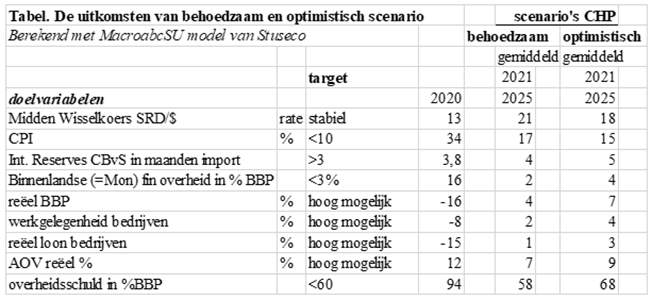 Tabel. De uitkomsten van behoedzaam en optimistisch scenario scenario's CHP
Berekend met MacroabcSU model van Stuseco behoedzaam optimistisch
gemiddeld gemiddeld
target 2021 2021
doelvariabelen 2020 2025 2025
Midden Wisselkoers SRD/$ rate stabiel 13 21 18
CPI % <10 34 17 15
Int. Reserves CBvS in maanden import >3 3,8 4 5
Binnenlandse (=Mon) fin overheid in % BBP <3% 16 2 4
reëel BBP % hoog mogelijk -16 4 7
werkgelegenheid bedrijven % hoog mogelijk -8 2 4
reëel loon bedrijven % hoog mogelijk -15 1 3
AOV reëel % % hoog mogelijk 12 7 9
overheidsschuld in %BBP <60 94 58 68